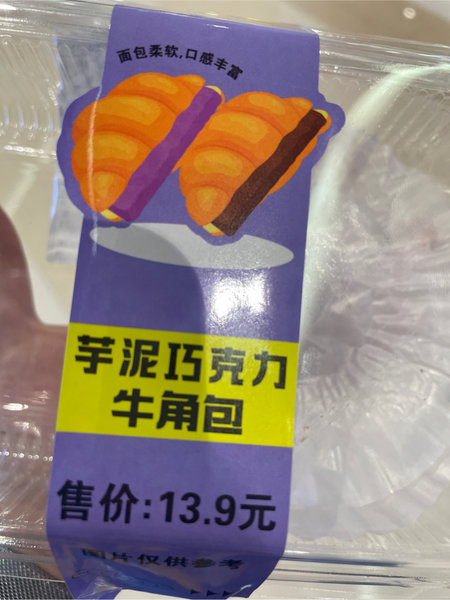 面包柔软,口感丰富
芋泥巧克力
牛角包
售价:13.9元
图片仅供参考